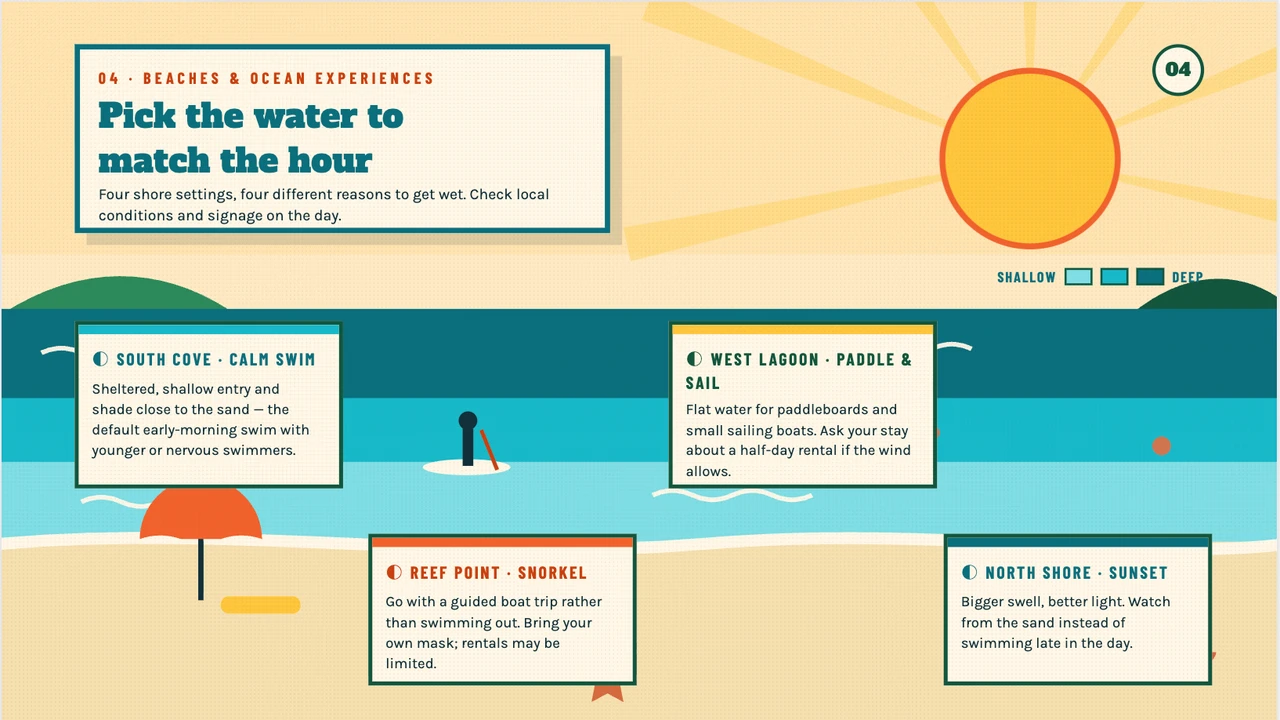 04 · BEACHES & OCEAN EXPERIENCES
Pick the water to
match the hour
Four shore settings, four different reasons to get wet. Check local
conditions and signage on the day.
04
SHALLOW DEEP
◐ SOUTH COVE · CALM SWIM
Sheltered, shallow entry and
shade close to the sand — the
default early-morning swim with
younger or nervous swimmers.
◐ WEST LAGOON · PADDLE &
SAIL
Flat water for paddleboards and
small sailing boats. Ask your stay
about a half-day rental if the wind
allows.
◐ REEF POINT · SNORKEL
Go with a guided boat trip rather
than swimming out. Bring your
own mask; rentals may be
limited.
◐ NORTH SHORE · SUNSET
Bigger swell, better light. Watch
from the sand instead of
swimming late in the day.